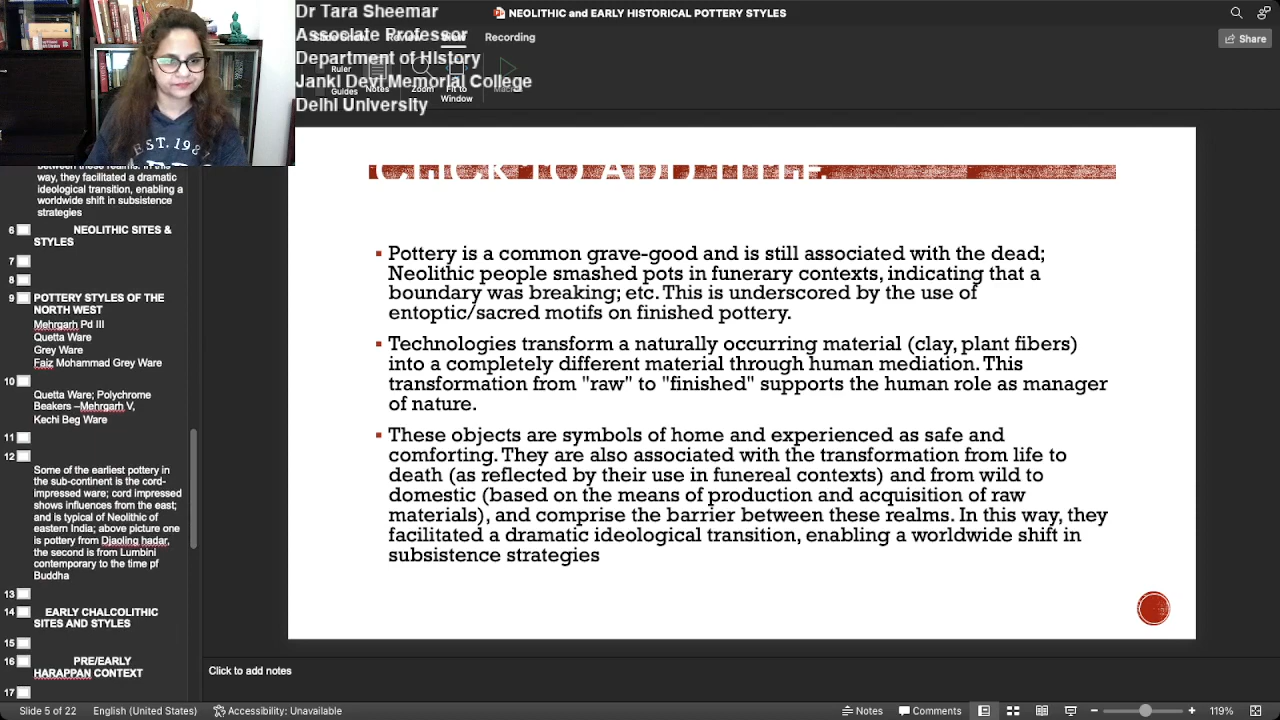 Dr Tara Sheemar
Associate Professor
Department of History
Janki Devi Memorial College
Delhi University
NEOLITHIC and EARLY HISTORICAL POTTERY STYLES
Recording
Share
Ruler
Guides
Notes
Zoom
Fit to
Window
EST. 198
way, they facilitated a dramatic
ideological transition, enabling a
worldwide shift in subsistence
strategies
6 NEOLITHIC SITES &
STYLES
7
8
9 POTTERY STYLES OF THE
NORTH WEST
Mehrgarh Pd III
Quetta Ware
Grey Ware
Faiz Mohammad Grey Ware
10
Quetta Ware; Polychrome
Beakers –Mehrgarh V,
Kechi Beg Ware
11
12
Some of the earliest pottery in
the sub-continent is the cord-
impressed ware; cord impressed
shows influences from the east;
and is typical of Neolithic of
eastern India; above picture one
is pottery from Djaoling hadar,
the second is from Lumbini
contemporary to the time pf
Buddha
13
14 EARLY CHALCOLITHIC
SITES AND STYLES
15
16 PRE/EARLY
HARAPPAN CONTEXT
17
CLICK TO ADD TITLE
Pottery is a common grave-good and is still associated with the dead;
Neolithic people smashed pots in funerary contexts, indicating that a
boundary was breaking; etc. This is underscored by the use of
entoptic/sacred motifs on finished pottery.
Technologies transform a naturally occurring material (clay, plant fibers)
into a completely different material through human mediation. This
transformation from "raw" to "finished" supports the human role as manager
of nature.
These objects are symbols of home and experienced as safe and
comforting. They are also associated with the transformation from life to
death (as reflected by their use in funereal contexts) and from wild to
domestic (based on the means of production and acquisition of raw
materials), and comprise the barrier between these realms. In this way, they
facilitated a dramatic ideological transition, enabling a worldwide shift in
subsistence strategies
Click to add notes
Slide 5 of 22 English (United States) Accessibility: Unavailable Notes Comments 119%